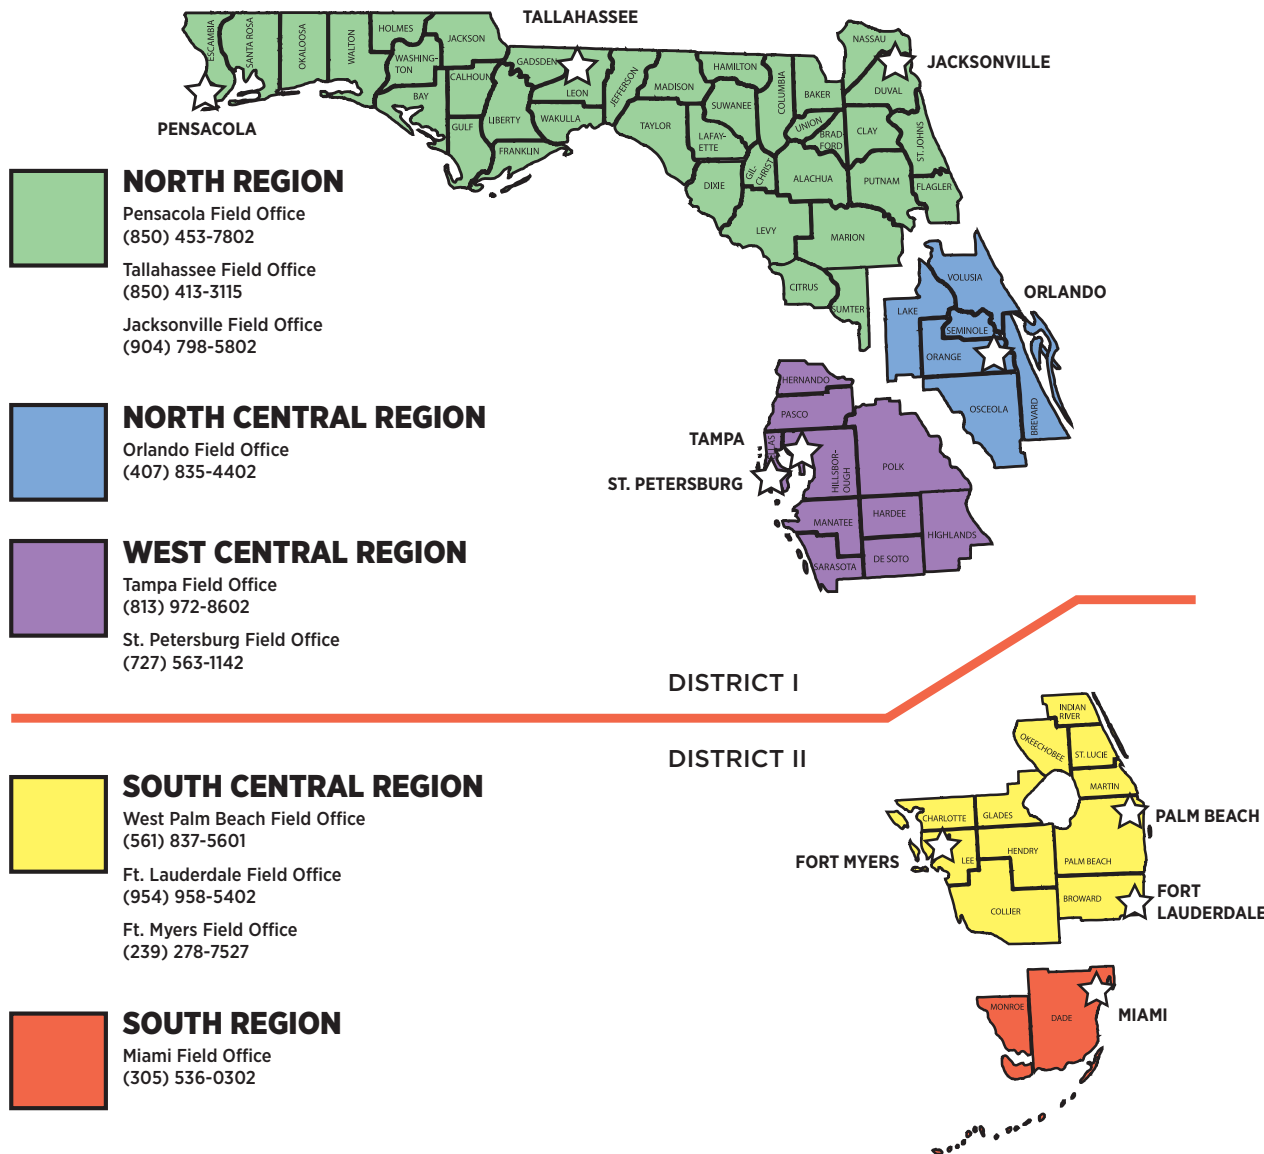 TALLAHASSEE
JACKSONVILLE
PENSACOLA
ESCAMBIA
SANTA ROSA
OKALOOSA
WALTON
HOLMES
WASHING-
TON
JACKSON
BAY
CALHOUN
GULF
LIBERTY
GADSDEN
LEON
WAKULLA
FRANKLIN
JEFFERSON
MADISON
TAYLOR
HAMILTON
SUWANEE
LAFAY-
ETTE
DIXIE
COLUMBIA
BAKER
UNION
BRAD-
FORD
GIL-
CHRIST
ALACHUA
NASSAU
DUVAL
CLAY
ST. JOHNS
PUTNAM
FLAGLER
LEVY
MARION
CITRUS
SUMTER
NORTH REGION
Pensacola Field Office
(850) 453-7802
Tallahassee Field Office
(850) 413-3115
Jacksonville Field Office
(904) 798-5802
ORLANDO
VOLUSIA
LAKE
SEMINOLE
ORANGE
OSCEOLA
BREVARD
NORTH CENTRAL REGION
Orlando Field Office
(407) 835-4402
TAMPA
ST. PETERSBURG
HERNANDO
PASCO
HILLSBOR-
OUGH
POLK
MANATEE
HARDEE
HIGHLANDS
SARASOTA
DE SOTO
WEST CENTRAL REGION
Tampa Field Office
(813) 972-8602
St. Petersburg Field Office
(727) 563-1142
DISTRICT I
DISTRICT II
SOUTH CENTRAL REGION
West Palm Beach Field Office
(561) 837-5601
Ft. Lauderdale Field Office
(954) 958-5402
Ft. Myers Field Office
(239) 278-7527
INDIAN
RIVER
OKEECHOBEE
ST. LUCIE
MARTIN
CHARLOTTE
GLADES
PALM BEACH
FORT MYERS
LEE
HENDRY
PALM BEACH
COLLIER
BROWARD
FORT
LAUDERDALE
SOUTH REGION
Miami Field Office
(305) 536-0302
MONROE
DADE
MIAMI